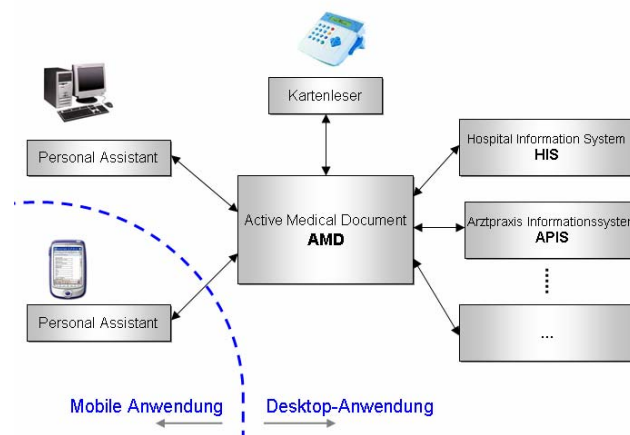 Kartenleser
Personal Assistant
Hospital Information System
HIS
Active Medical Document
AMD
Arztpraxis Informationssystem
APIS
Personal Assistant
...
Mobile Anwendung
Desktop-Anwendung